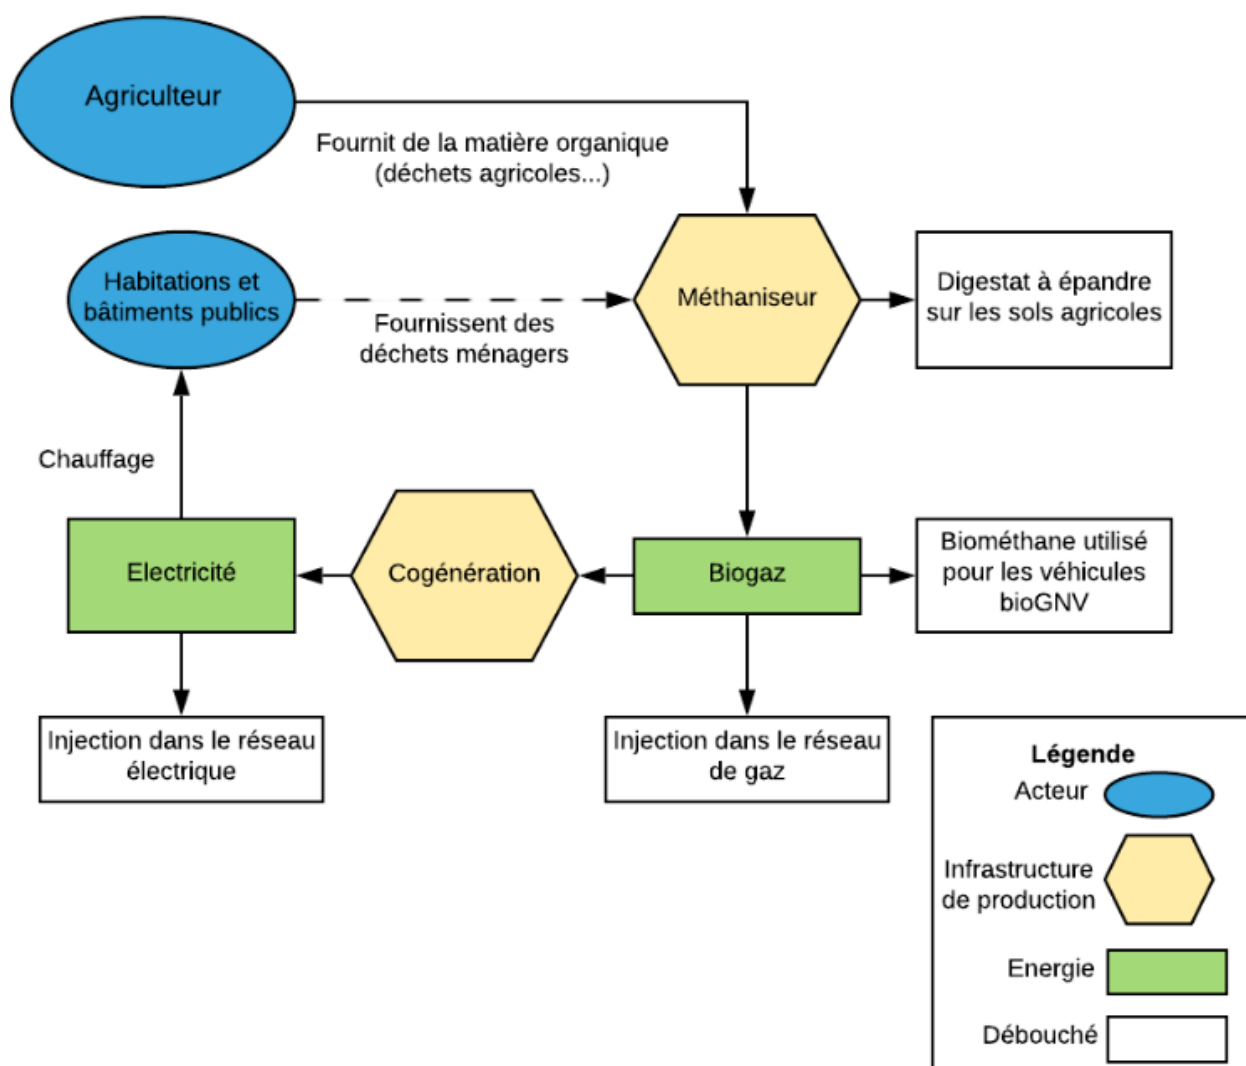 Agriculteur
Fournit de la matière organique
(déchets agricoles...)
Habitations et
bâtiments publics
Fournissent des
déchets ménagers
Méthaniseur
Digestat à épandre
sur les sols agricoles
Chauffage
Electricité
Cogénération
Biogaz
Biométhane utilisé
pour les véhicules
bioGNV
Injection dans le réseau
électrique
Injection dans le réseau
de gaz
Légende
Acteur
Infrastructure
de production
Energie
Débouché